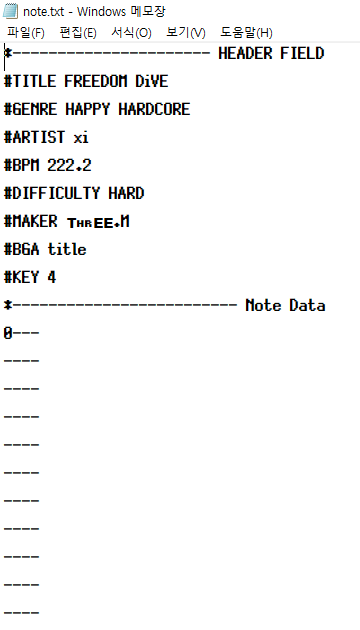 note.txt - Windows 메모장
파일(F) 편집(E) 서식(O) 보기(V) 도움말(H)
*---------------------- HEADER FIELD
#TITLE FREEDOM DiVE
#GENRE HAPPY HARDCORE
#ARTIST xi
#BPM 222.2
#DIFFICULTY HARD
#MAKER ᴛʜʀᴇᴇ.M
#BGA title
#KEY 4
*------------------------- Note Data
0---
----
----
----
----
----
----
----
----
----
----